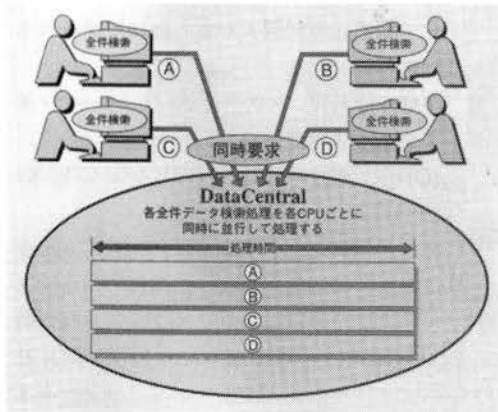 全件検索
全件検索
Ⓐ
Ⓑ
全件検索
全件検索
Ⓒ
同時要求
Ⓓ
DataCentral
各全件データ検索処理を各CPUごとに
同時に並行して処理する
処理時間
Ⓐ
Ⓑ
Ⓒ
Ⓓ